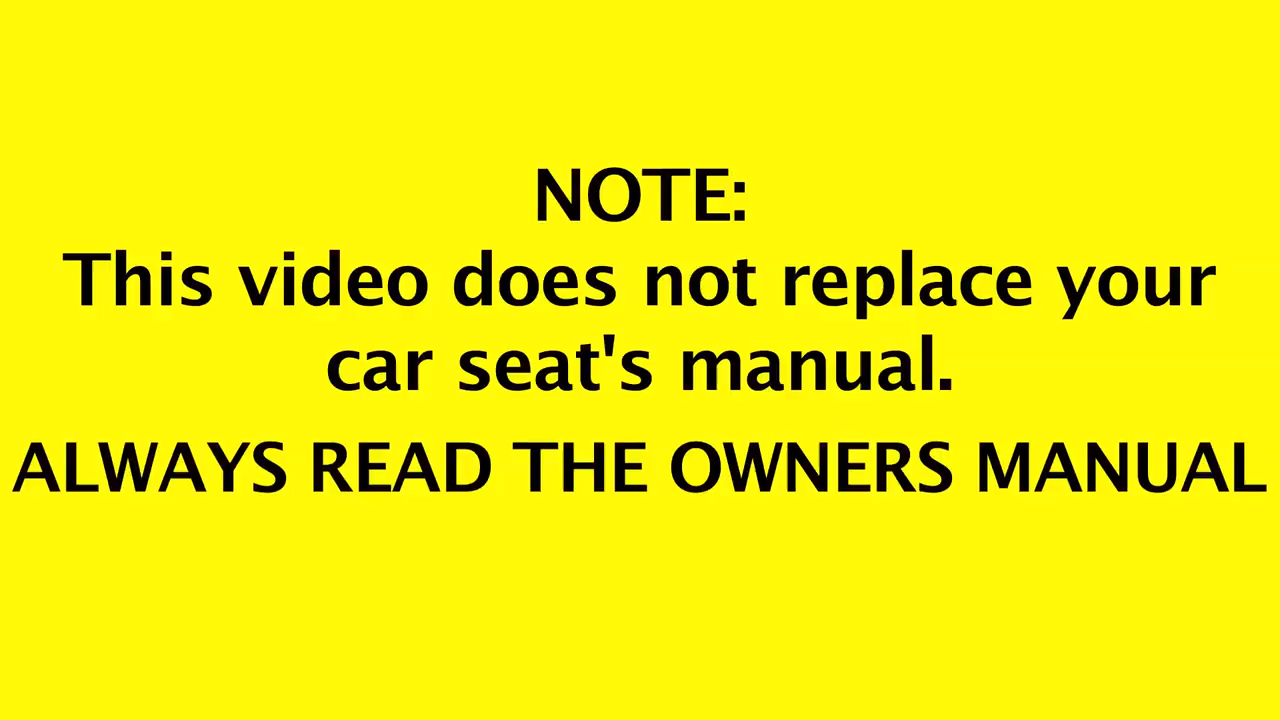 NOTE:
This video does not replace your
car seat's manual.
ALWAYS READ THE OWNERS MANUAL